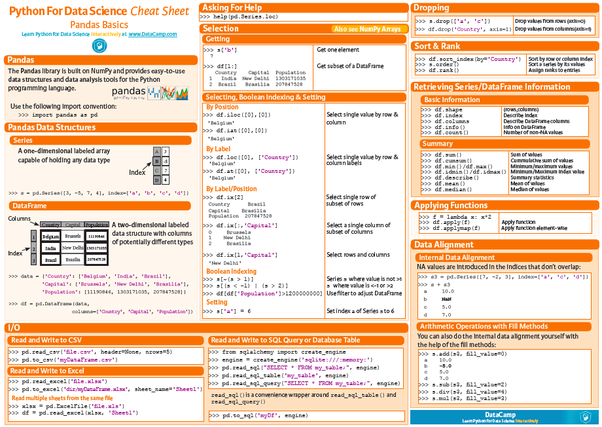 Python For Data Science Cheat Sheet
Pandas Basics
Learn Python for Data Science Interactively at www.DataCamp.com
Pandas
The Pandas library is built on NumPy and provides easy-to-use
data structures and data analysis tools for the Python
programming language.
pandas
Use the following import convention:
>>> import pandas as pd
Pandas Data Structures
Series
A one-dimensional labeled array
capable of holding any data type
Index
>>> s = pd.Series([3, -5, 7, 4], index=['a', 'b', 'c', 'd'])
DataFrame
Columns
Country Capital Population
Belgium Brussels 11190846
India New Delhi 1303171035
Brazil Brasília 207847528
Index
A two-dimensional labeled
data structure with columns
of potentially different types
>>> data = {'Country': ['Belgium', 'India', 'Brazil'],
'Capital': ['Brussels', 'New Delhi', 'Brasília'],
'Population': [11190846, 1303171035, 207847528]}
>>> df = pd.DataFrame(data,
columns=['Country', 'Capital', 'Population'])
I/O
Read and Write to CSV
>>> pd.read_csv('file.csv', header=None, nrows=5)
>>> pd.to_csv('myDataFrame.csv')
Read and Write to Excel
>>> pd.read_excel('file.xlsx')
>>> pd.to_excel('dir/myDataFrame.xlsx', sheet_name='Sheet1')
Read multiple sheets from the same file
>>> xlsx = pd.ExcelFile('file.xls')
>>> df = pd.read_excel(xlsx, 'Sheet1')
Asking For Help
>>> help(pd.Series.loc)
Selection
Also see NumPy Arrays
Getting
>>> s['b'] Get one element
>>> df[1:] Get subset of a DataFrame
Country Capital Population
1 India New Delhi 1303171035
2 Brazil Brasília 207847528
Selecting, Boolean Indexing & Setting
By Position
>>> df.iloc([0],[0]) Select single value by row &
'Belgium' column
>>> df.iat([0],[0])
'Belgium'
By Label
>>> df.loc([0], ['Country']) Select single value by row &
'Belgium' column labels
>>> df.at([0], ['Country'])
'Belgium'
By Label/Position
>>> df.ix[2] Select single row of
Country Brazil subset of rows
Capital Brasília
Population 207847528
>>> df.ix[:,'Capital'] Select a single column of
0 Brussels subset of columns
1 New Delhi
2 Brasília
>>> df.ix[1,'Capital'] Select rows and columns
'New Delhi'
Boolean Indexing
>>> s[~(s > 1)] Series s where value is not >1
>>> s[(s < -1) | (s > 2)] s where value is <-1 or >2
>>> df[df['Population']>1200000000] Use filter to adjust DataFrame
Setting
>>> s['a'] = 6 Set index a of Series s to 6
Read and Write to SQL Query or Database Table
>>> from sqlalchemy import create_engine
>>> engine = create_engine('sqlite:///:memory:')
>>> pd.read_sql("SELECT * FROM my_table;", engine)
>>> pd.read_sql_table('my_table', engine)
>>> pd.read_sql_query("SELECT * FROM my_table;", engine)
read_sql() is a convenience wrapper around read_sql_table() and
read_sql_query()
>>> pd.to_sql('myDf', engine)
Dropping
>>> s.drop(['a', 'c']) Drop values from rows (axis=0)
>>> df.drop('Country', axis=1) Drop values from columns(axis=1)
Sort & Rank
>>> df.sort_index(by='Country') Sort by row or column index
>>> s.order() Sort a series by its values
>>> df.rank() Assign ranks to entries
Retrieving Series/DataFrame Information
Basic Information
>>> df.shape (rows,columns)
>>> df.index Describe index
>>> df.columns Describe DataFrame columns
>>> df.info() Info on DataFrame
>>> df.count() Number of non-NA values
Summary
>>> df.sum() Sum of values
>>> df.cumsum() Cummulative sum of values
>>> df.min()/df.max() Minimum/maximum values
>>> df.idmin()/df.idmax() Minimum/Maximum index value
>>> df.describe() Summary statistics
>>> df.mean() Mean of values
>>> df.median() Median of values
Applying Functions
>>> f = lambda x: x*2
>>> df.apply(f) Apply function
>>> df.applymap(f) Apply function element-wise
Data Alignment
Internal Data Alignment
NA values are introduced in the indices that don't overlap:
>>> s3 = pd.Series([7, -2, 3], index=['a', 'c', 'd'])
>>> s + s3
a 10.0
b NaN
c 5.0
d 7.0
Arithmetic Operations with Fill Methods
You can also do the internal data alignment yourself with
the help of the fill methods:
>>> s.add(s3, fill_value=0)
a 10.0
b -5.0
c 5.0
d 7.0
>>> s.sub(s3, fill_value=2)
>>> s.div(s3, fill_value=4)
>>> s.mul(s3, fill_value=3)
DataCamp
Learn Python for Data Science Interactively